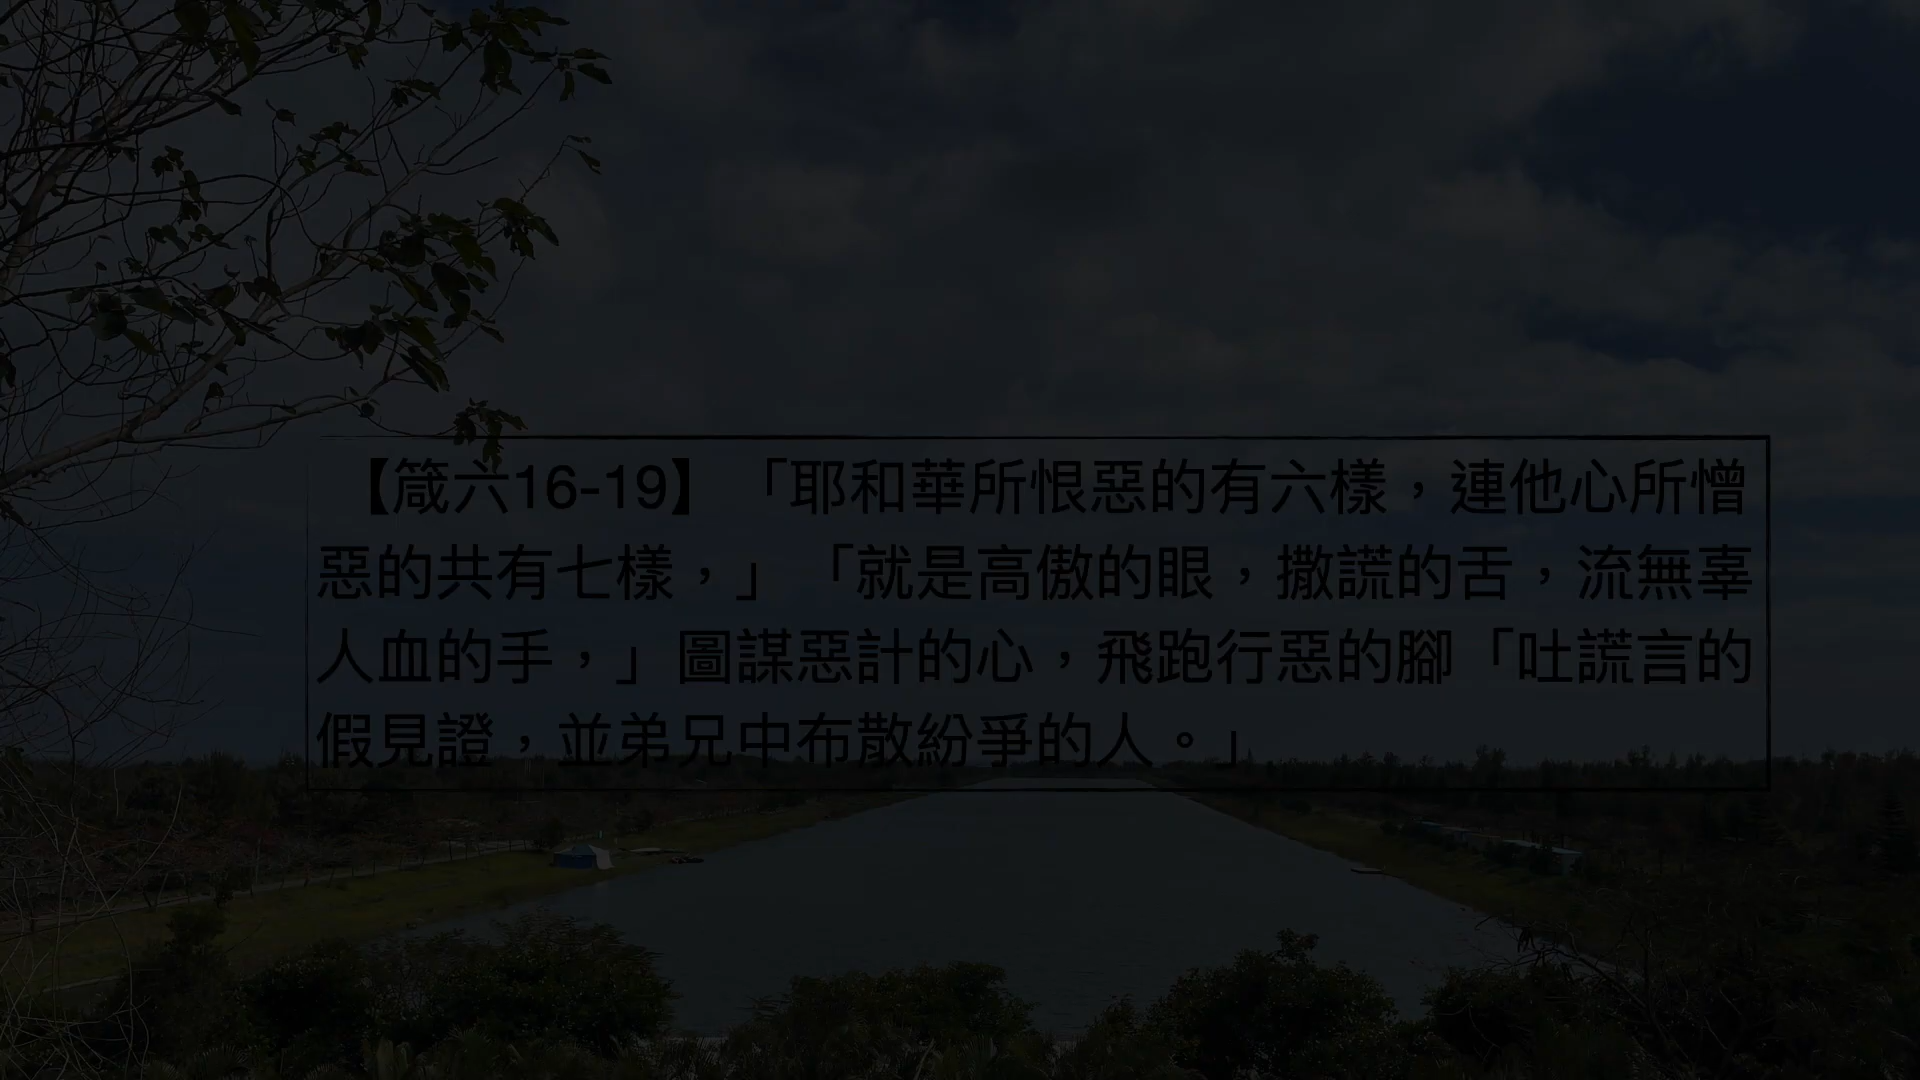 【箴六16-19】 「耶和華所恨惡的有六樣，連他心所憎
惡的共有七樣，」 「就是高傲的眼，撒謊的舌，流無辜
人血的手，」圖謀惡計的心，飛跑行惡的腳「吐謊言的
假見證，並弟兄中布散紛爭的人。」